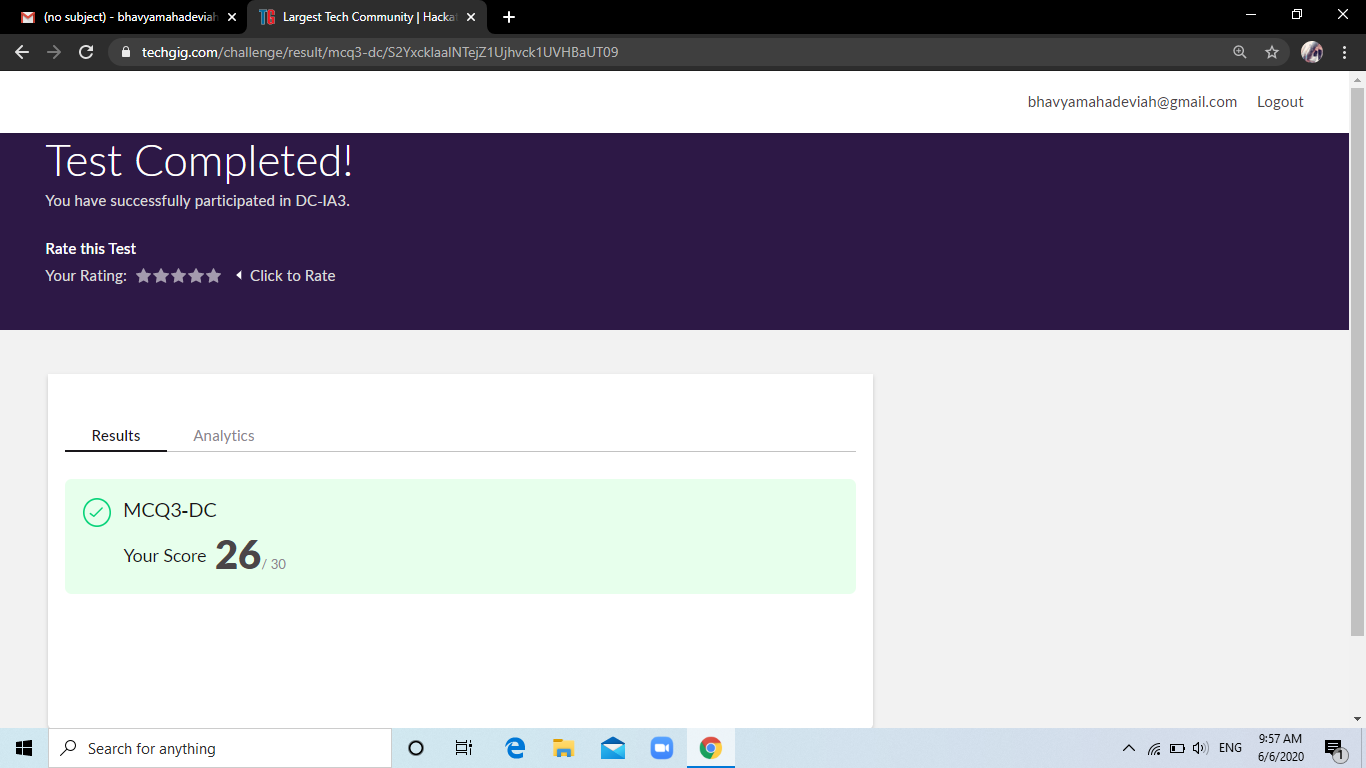 (no subject) - bhavyamahadeviah
Largest Tech Community | Hacka
techgig.com/challenge/result/mcq3-dc/
bhavyamahadeviah@gmail.com Logout
Test Completed!
You have successfully participated in DC-IA3.
Rate this Test
Your Rating: Click to Rate
Results Analytics
MCQ3-DC
Your Score 26 / 30
Search for anything
ENG
9:57 AM
6/6/2020
1